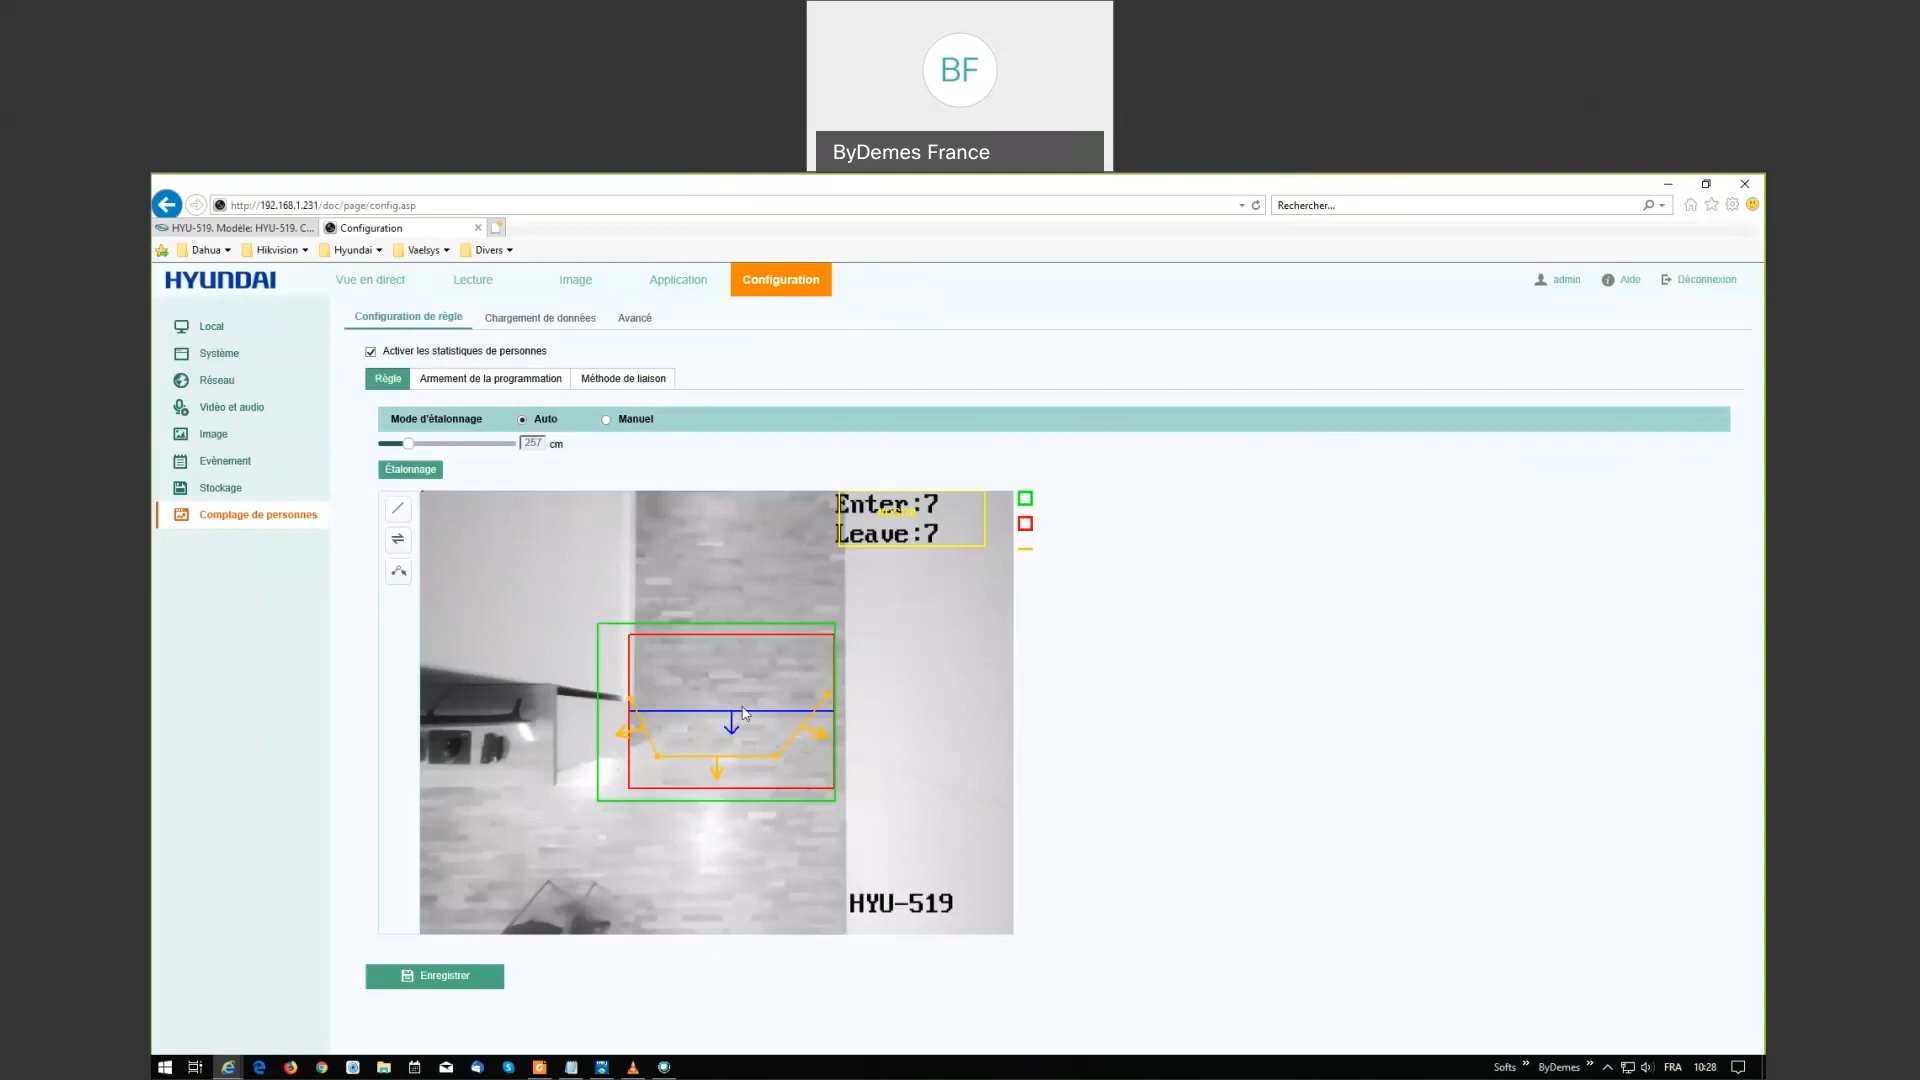 BF
ByDemes France
http://192.168.1.231/doc/page/config.asp
Rechercher...
HYU-519. Modèle: HYU-519. C...
Configuration
Dahua
Hikvision
Hyundai
Vaelsys
Divers
HYUNDAI
Vue en direct
Lecture
Image
Application
Configuration
admin
Aide
Déconnexion
Local
Système
Réseau
Vidéo et audio
Image
Evènement
Stockage
Comptage de personnes
Configuration de règle
Chargement de données
Avancé
Activer les statistiques de personnes
Règle
Armement de la programmation
Méthode de liaison
Mode d'étalonnage
Auto
Manuel
257 cm
Étalonnage
Enter:7
Leave:7
HYU-519
Enregistrer
Softs
ByDemes
FRA
10:28